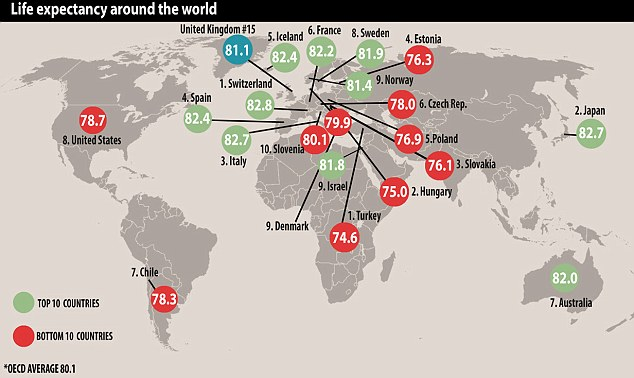 Life expectancy around the world
United Kingdom #15
81.1
5. Iceland
82.4
6. France
82.2
8. Sweden
81.9
4. Estonia
76.3
9. Norway
81.4
1. Switzerland
82.8
6. Czech Rep.
78.0
4. Spain
82.4
2. Japan
82.7
78.7
8. United States
3. Italy
82.7
79.9
10. Slovenia
80.1
5.Poland
76.9
3. Slovakia
76.1
81.8
9. Israel
2. Hungary
75.0
9. Denmark
1. Turkey
74.6
7. Chile
78.3
82.0
7. Australia
TOP 10 COUNTRIES
BOTTOM 10 COUNTRIES
*OECD AVERAGE 80.1